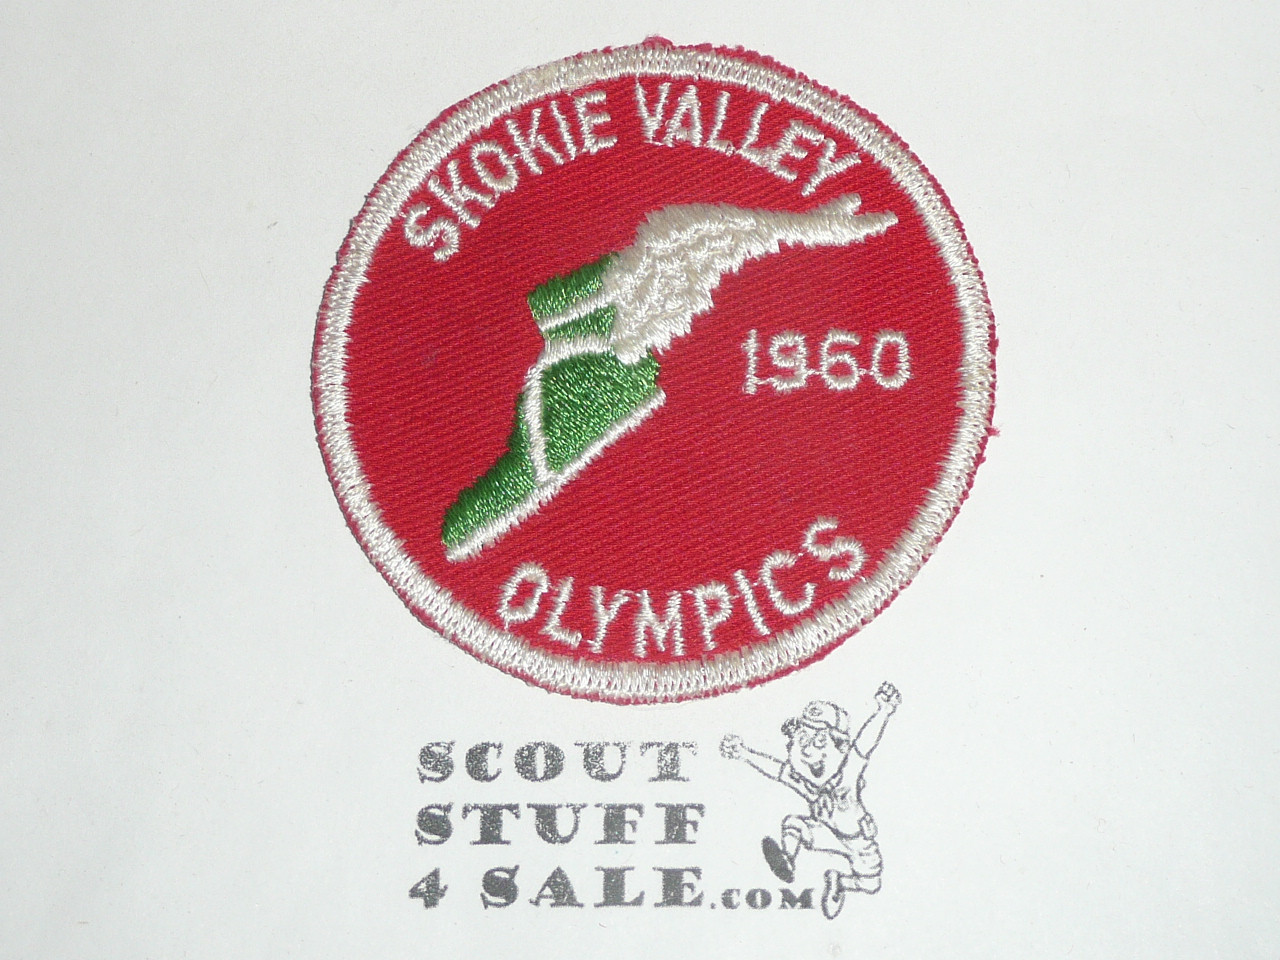 SKOKIE VALLEY
1960
OLYMPICS
SCOUT
STUFF
4 SALE.COM